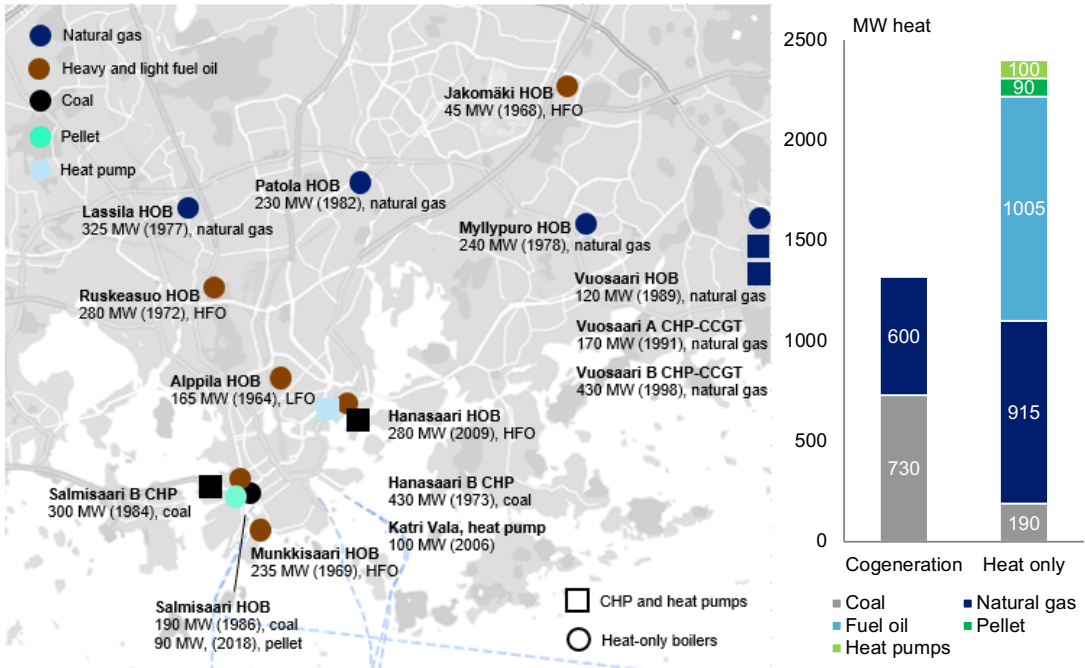 Natural gas
Heavy and light fuel oil
Coal
Pellet
Heat pump
Jakomäki HOB
45 MW (1968), HFO
Patola HOB
230 MW (1982), natural gas
Lassila HOB
325 MW (1977), natural gas
Myllypuro HOB
240 MW (1978), natural gas
Ruskeasuo HOB
280 MW (1972), HFO
Vuosaari HOB
120 MW (1989), natural gas
Vuosaari A CHP-CCGT
170 MW (1991), natural gas
Vuosaari B CHP-CCGT
430 MW (1998), natural gas
Alppila HOB
165 MW (1964), LFO
Hanasaari HOB
280 MW (2009), HFO
Hanasaari B CHP
430 MW (1973), coal
Katri Vala, heat pump
100 MW (2006)
Salmisaari B CHP
300 MW (1984), coal
Munkkisaari HOB
235 MW (1969), HFO
Salmisaari HOB
190 MW (1986), coal
90 MW, (2018), pellet
CHP and heat pumps
Heat-only boilers
MW heat
2500
2000
1500
1000
500
0
600
730
100
90
1005
915
190
Cogeneration
Heat only
Coal
Natural gas
Fuel oil
Pellet
Heat pumps